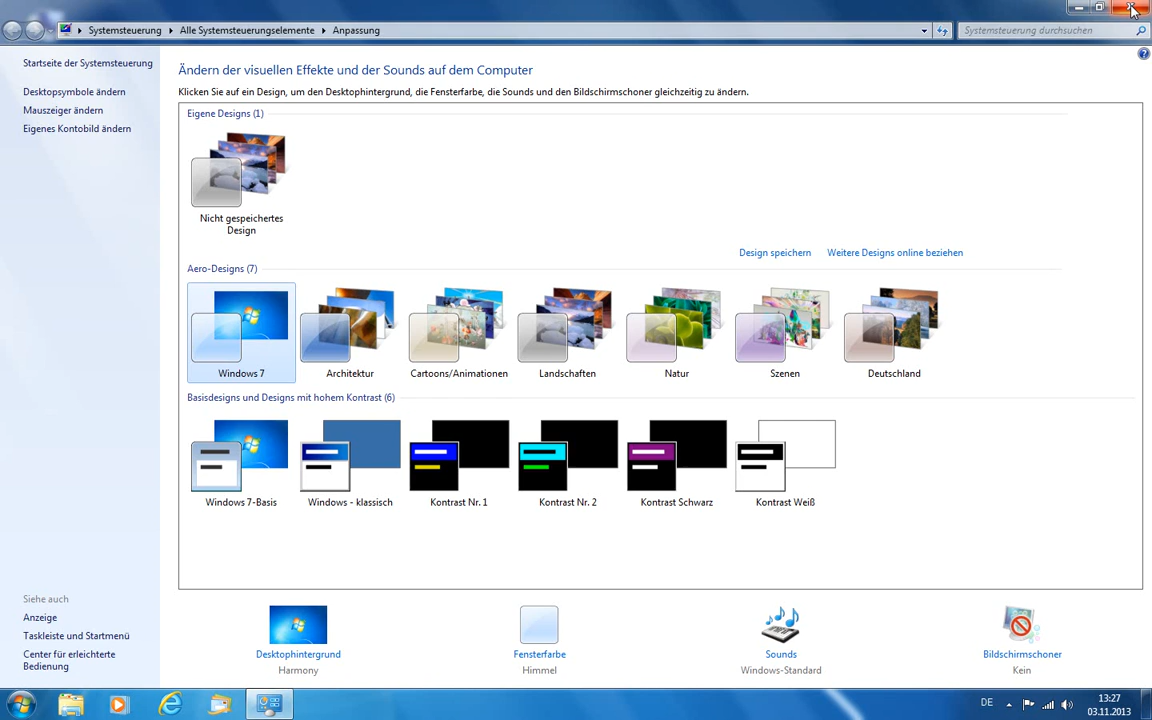 Systemsteuerung
Alle Systemsteuerungselemente
Anpassung
Systemsteuerung durchsuchen
Startseite der Systemsteuerung
Desktopsymbole ändern
Mauszeiger ändern
Eigenes Kontobild ändern
Ändern der visuellen Effekte und der Sounds auf dem Computer
Klicken Sie auf ein Design, um den Desktophintergrund, die Fensterfarbe, die Sounds und den Bildschirmschoner gleichzeitig zu ändern.
Eigene Designs (1)
Nicht gespeichertes
Design
Design speichern
Weitere Designs online beziehen
Aero-Designs (7)
Windows 7
Architektur
Cartoons/Animationen
Landschaften
Natur
Szenen
Deutschland
Basisdesigns und Designs mit hohem Kontrast (6)
Windows 7-Basis
Windows - klassisch
Kontrast Nr. 1
Kontrast Nr. 2
Kontrast Schwarz
Kontrast Weiß
Siehe auch
Anzeige
Taskleiste und Startmenü
Center für erleichterte
Bedienung
Desktophintergrund
Harmony
Fensterfarbe
Himmel
Sounds
Windows-Standard
Bildschirmschoner
Kein
DE
13:27
03.11.2013